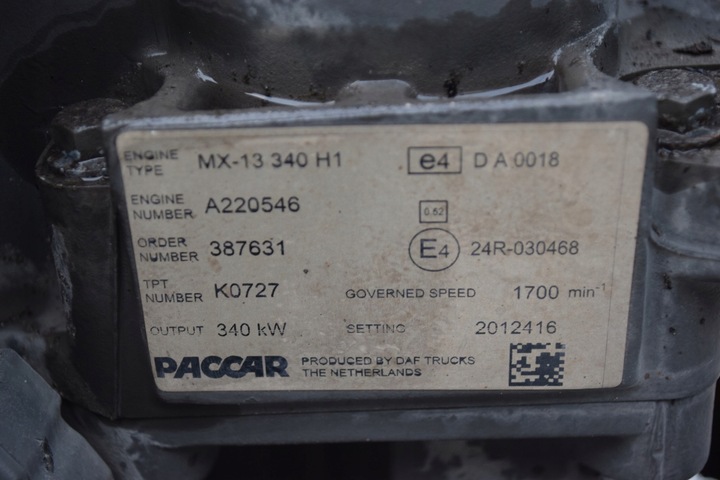 ENGINE TYPE MX-13 340 H1 e4 D A 0018
ENGINE NUMBER A220546 0.62
ORDER NUMBER 387631 E4 24R-030468
TPT NUMBER K0727 GOVERNED SPEED 1700 min⁻¹
OUTPUT 340 kW SETTING 2012416
PACCAR PRODUCED BY DAF TRUCKS
THE NETHERLANDS